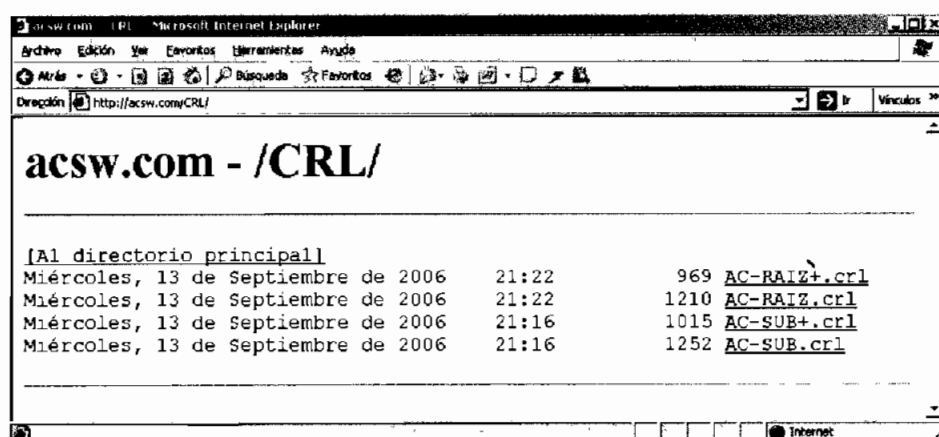 acsw.com - /CRL/ - Microsoft Internet Explorer
Archivo Edición Ver Favoritos Herramientas Ayuda
Atrás Búsqueda Favoritos
Dirección http://acsw.com/CRL/ Ir Vínculos »
acsw.com - /CRL/
[Al directorio principal]
Miércoles, 13 de Septiembre de 2006 21:22 969 AC-RAIZ+.crl
Miércoles, 13 de Septiembre de 2006 21:22 1210 AC-RAIZ.crl
Miércoles, 13 de Septiembre de 2006 21:16 1015 AC-SUB+.crl
Miércoles, 13 de Septiembre de 2006 21:16 1252 AC-SUB.crl
Internet